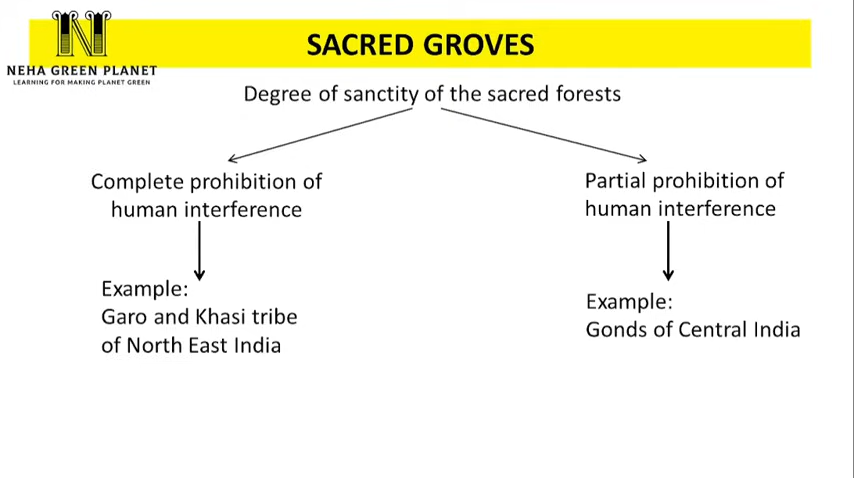 SACRED GROVES
N
NEHA GREEN PLANET
LEARNING FOR MAKING PLANET GREEN
Degree of sanctity of the sacred forests
Complete prohibition of
human interference
Example:
Garo and Khasi tribe
of North East India
Partial prohibition of
human interference
Example:
Gonds of Central India